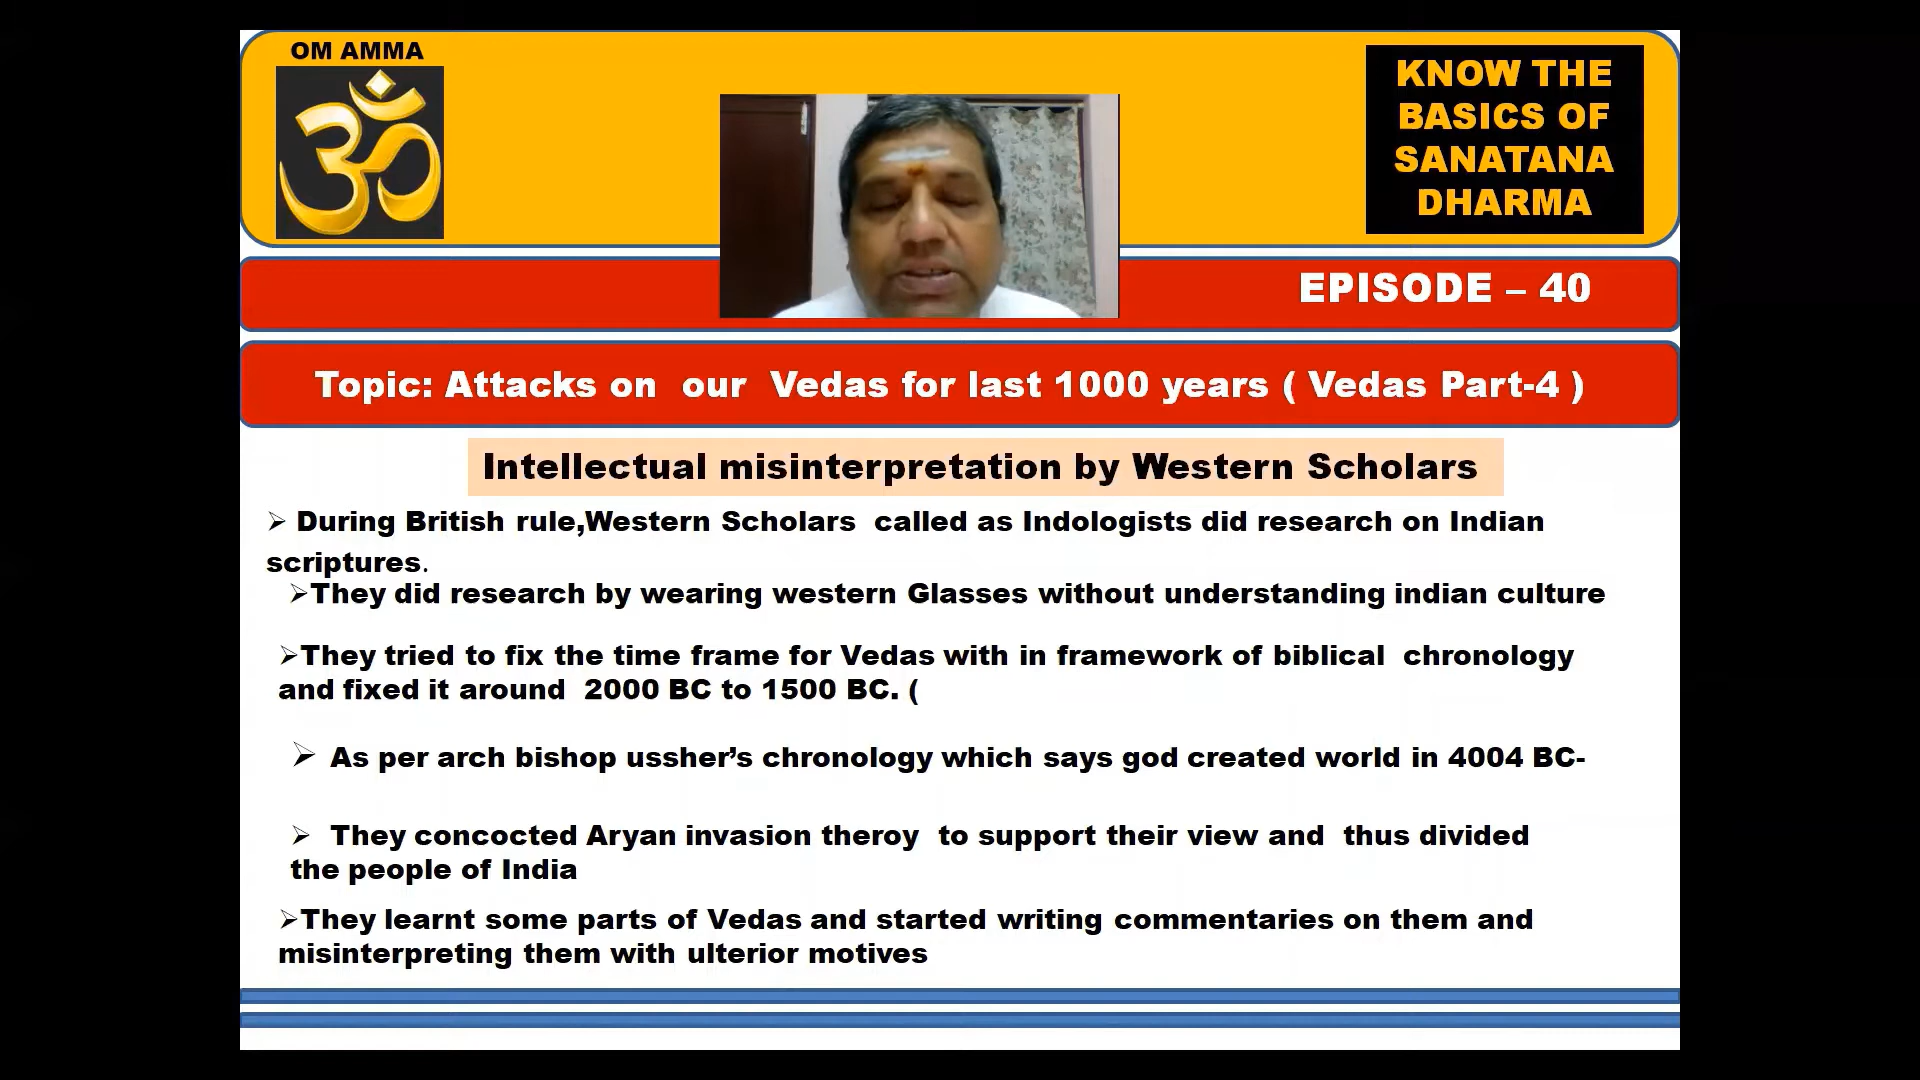 OM AMMA
KNOW THE
BASICS OF
SANATANA
DHARMA
EPISODE – 40
Topic: Attacks on our Vedas for last 1000 years ( Vedas Part-4 )
Intellectual misinterpretation by Western Scholars
➢ During British rule,Western Scholars called as Indologists did research on Indian
scriptures.
➢They did research by wearing western Glasses without understanding indian culture
➢They tried to fix the time frame for Vedas with in framework of biblical chronology
and fixed it around 2000 BC to 1500 BC. (
➢ As per arch bishop ussher’s chronology which says god created world in 4004 BC-
➢ They concocted Aryan invasion theroy to support their view and thus divided
the people of India
➢They learnt some parts of Vedas and started writing commentaries on them and
misinterpreting them with ulterior motives